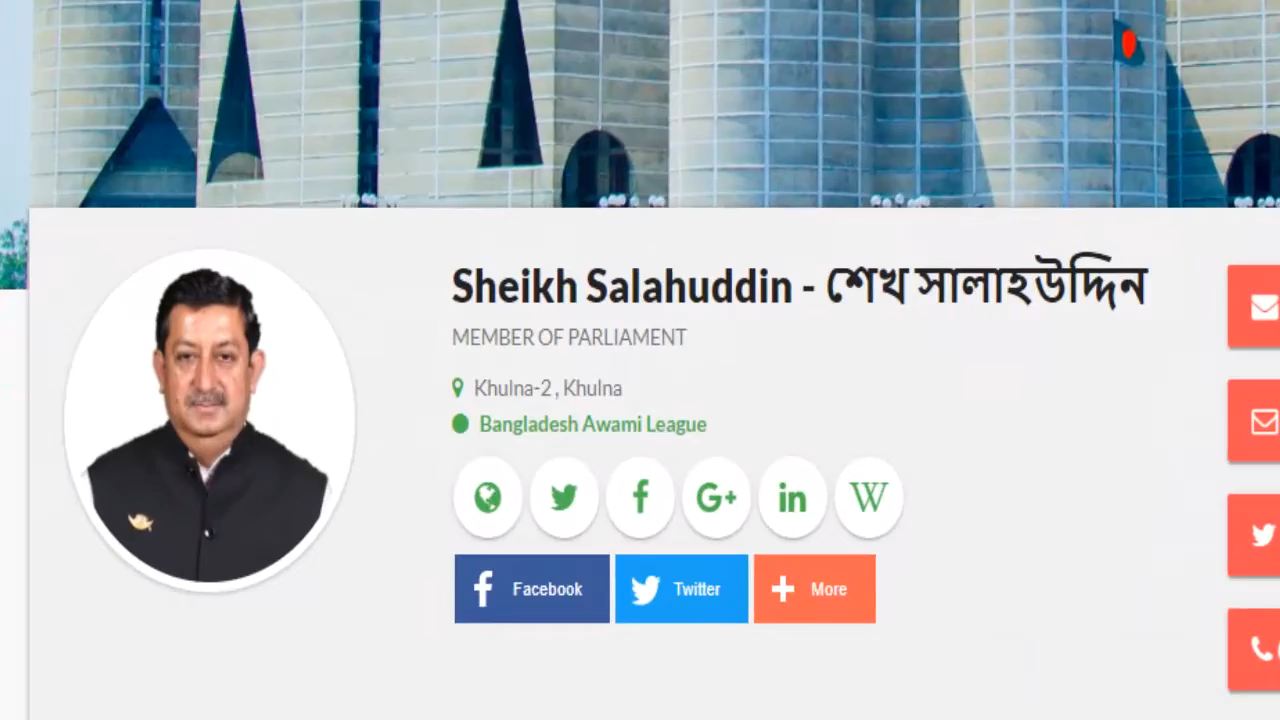 Sheikh Salahuddin - শেখ সালাহউদ্দিন
MEMBER OF PARLIAMENT
Khulna-2 , Khulna
Bangladesh Awami League
Facebook Twitter More